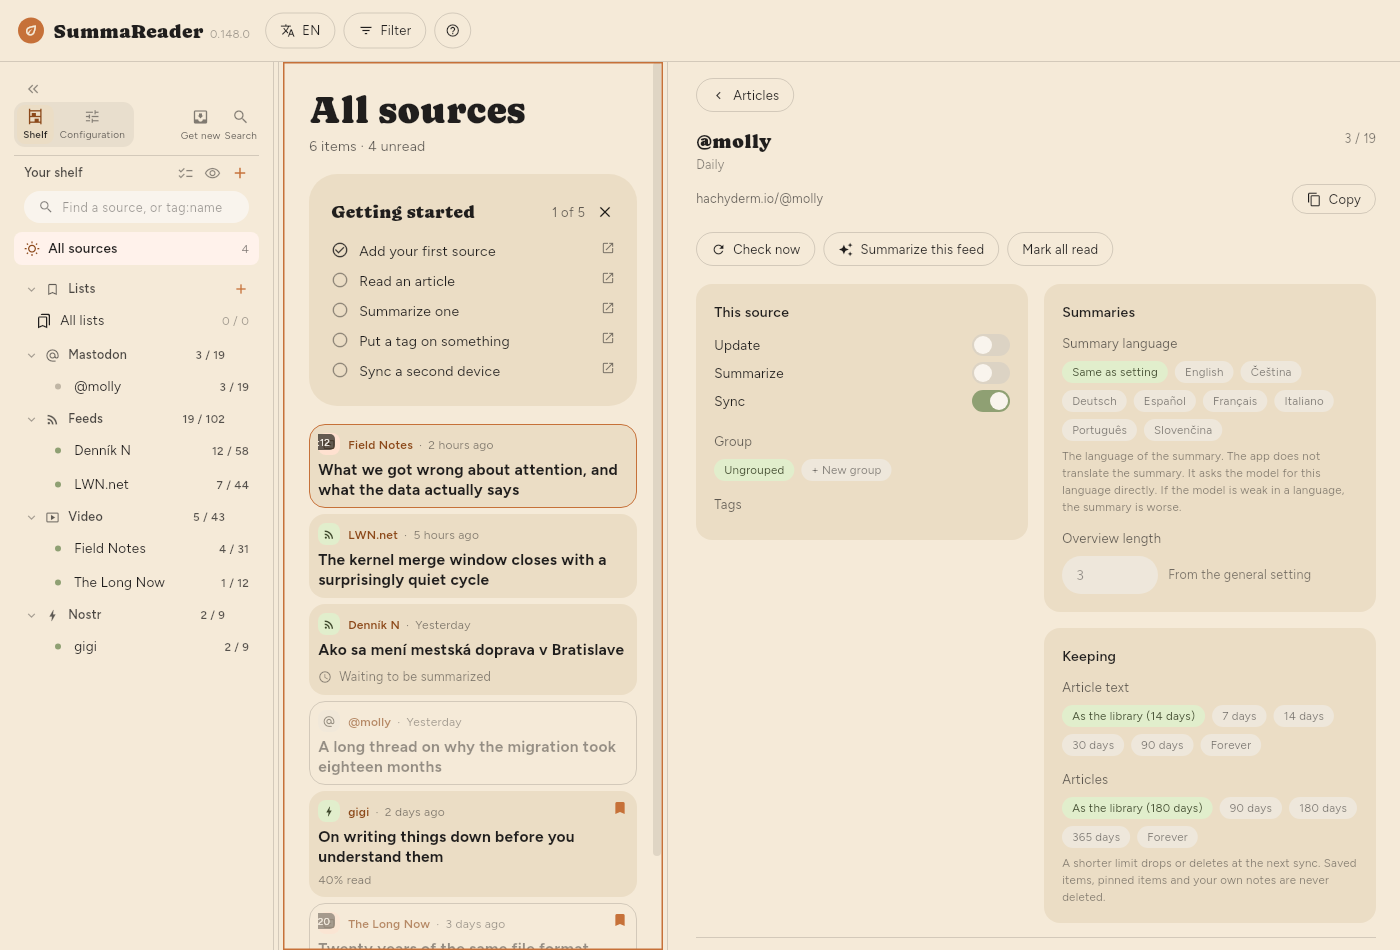 SummaReader 0.148.0
EN
Filter
Shelf
Configuration
Get new
Search
Your shelf
Find a source, or tag:name
All sources 4
Lists
All lists 0 / 0
Mastodon 3 / 19
@molly 3 / 19
Feeds 19 / 102
Denník N 12 / 58
LWN.net 7 / 44
Video 5 / 43
Field Notes 4 / 31
The Long Now 1 / 12
Nostr 2 / 9
gigi 2 / 9
All sources
6 items · 4 unread
Getting started 1 of 5
Add your first source
Read an article
Summarize one
Put a tag on something
Sync a second device
:12 Field Notes · 2 hours ago
What we got wrong about attention, and
what the data actually says
LWN.net · 5 hours ago
The kernel merge window closes with a
surprisingly quiet cycle
Denník N · Yesterday
Ako sa mení mestská doprava v Bratislave
Waiting to be summarized
@molly · Yesterday
A long thread on why the migration took
eighteen months
gigi · 2 days ago
On writing things down before you
understand them
40% read
20 The Long Now · 3 days ago
Twenty years of the same file format
Articles
@molly 3 / 19
Daily
hachyderm.io/@molly
Copy
Check now
Summarize this feed
Mark all read
This source
Update
Summarize
Sync
Group
Ungrouped + New group
Tags
Summaries
Summary language
Same as setting English Čeština
Deutsch Español Français Italiano
Português Slovenčina
The language of the summary. The app does not
translate the summary. It asks the model for this
language directly. If the model is weak in a language,
the summary is worse.
Overview length
3 From the general setting
Keeping
Article text
As the library (14 days) 7 days 14 days
30 days 90 days Forever
Articles
As the library (180 days) 90 days 180 days
365 days Forever
A shorter limit drops or deletes at the next sync. Saved
items, pinned items and your own notes are never
deleted.